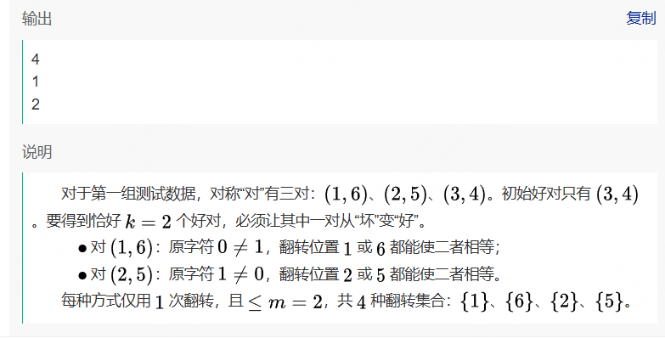 输出 复制
4
1
2
说明
对于第一组测试数据，对称“对”有三对：(1, 6)、(2, 5)、(3, 4)。初始好对只有 (3, 4)
。要得到恰好 k = 2 个好对，必须让其中一对从“坏”变“好”。
● 对 (1, 6)：原字符 0 ≠ 1，翻转位置 1 或 6 都能使二者相等；
● 对 (2, 5)：原字符 1 ≠ 0，翻转位置 2 或 5 都能使二者相等。
每种方式仅用 1 次翻转，且 ≤ m = 2，共 4 种翻转集合：{1}、{6}、{2}、{5}。